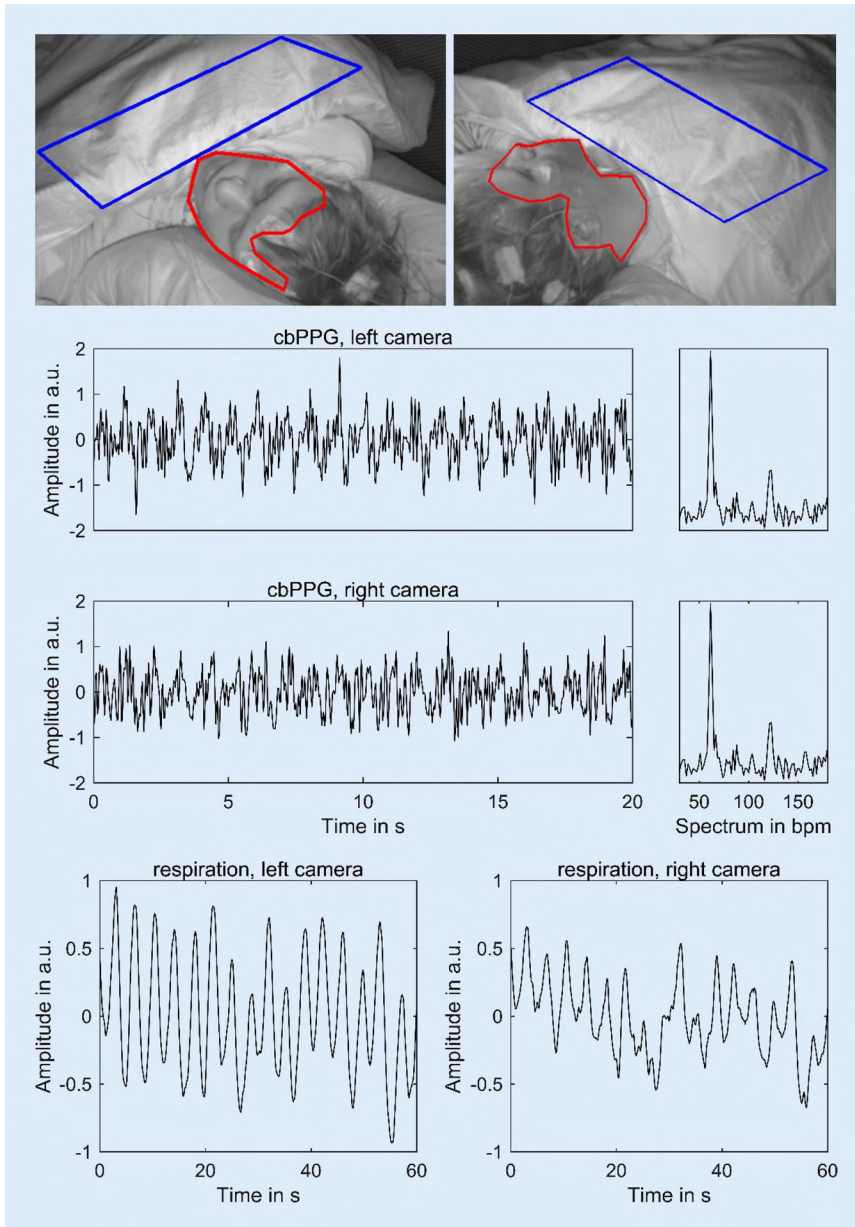 cbPPG, left camera
2
1
0
-1
-2
Amplitude in a.u.
cbPPG, right camera
2
1
0
-1
-2
Amplitude in a.u.
0 5 10 15 20
Time in s
50 100 150
Spectrum in bpm
respiration, left camera
1
0.5
0
-0.5
-1
Amplitude in a.u.
0 20 40 60
Time in s
respiration, right camera
1
0.5
0
-0.5
-1
Amplitude in a.u.
0 20 40 60
Time in s